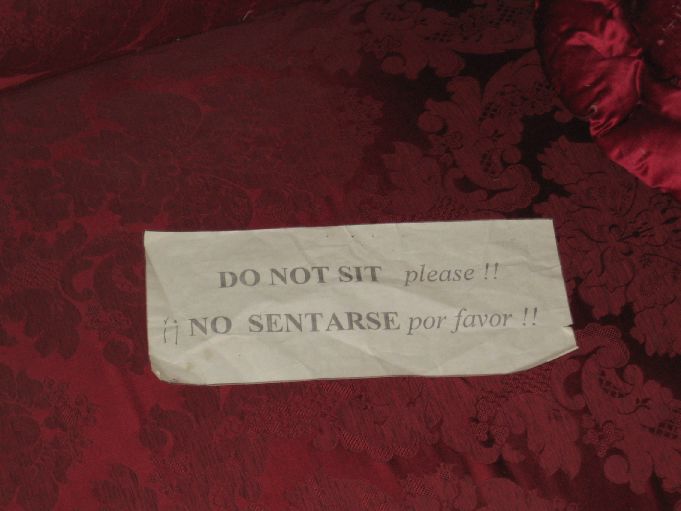 DO NOT SIT please !!
¡¡ NO SENTARSE por favor !!